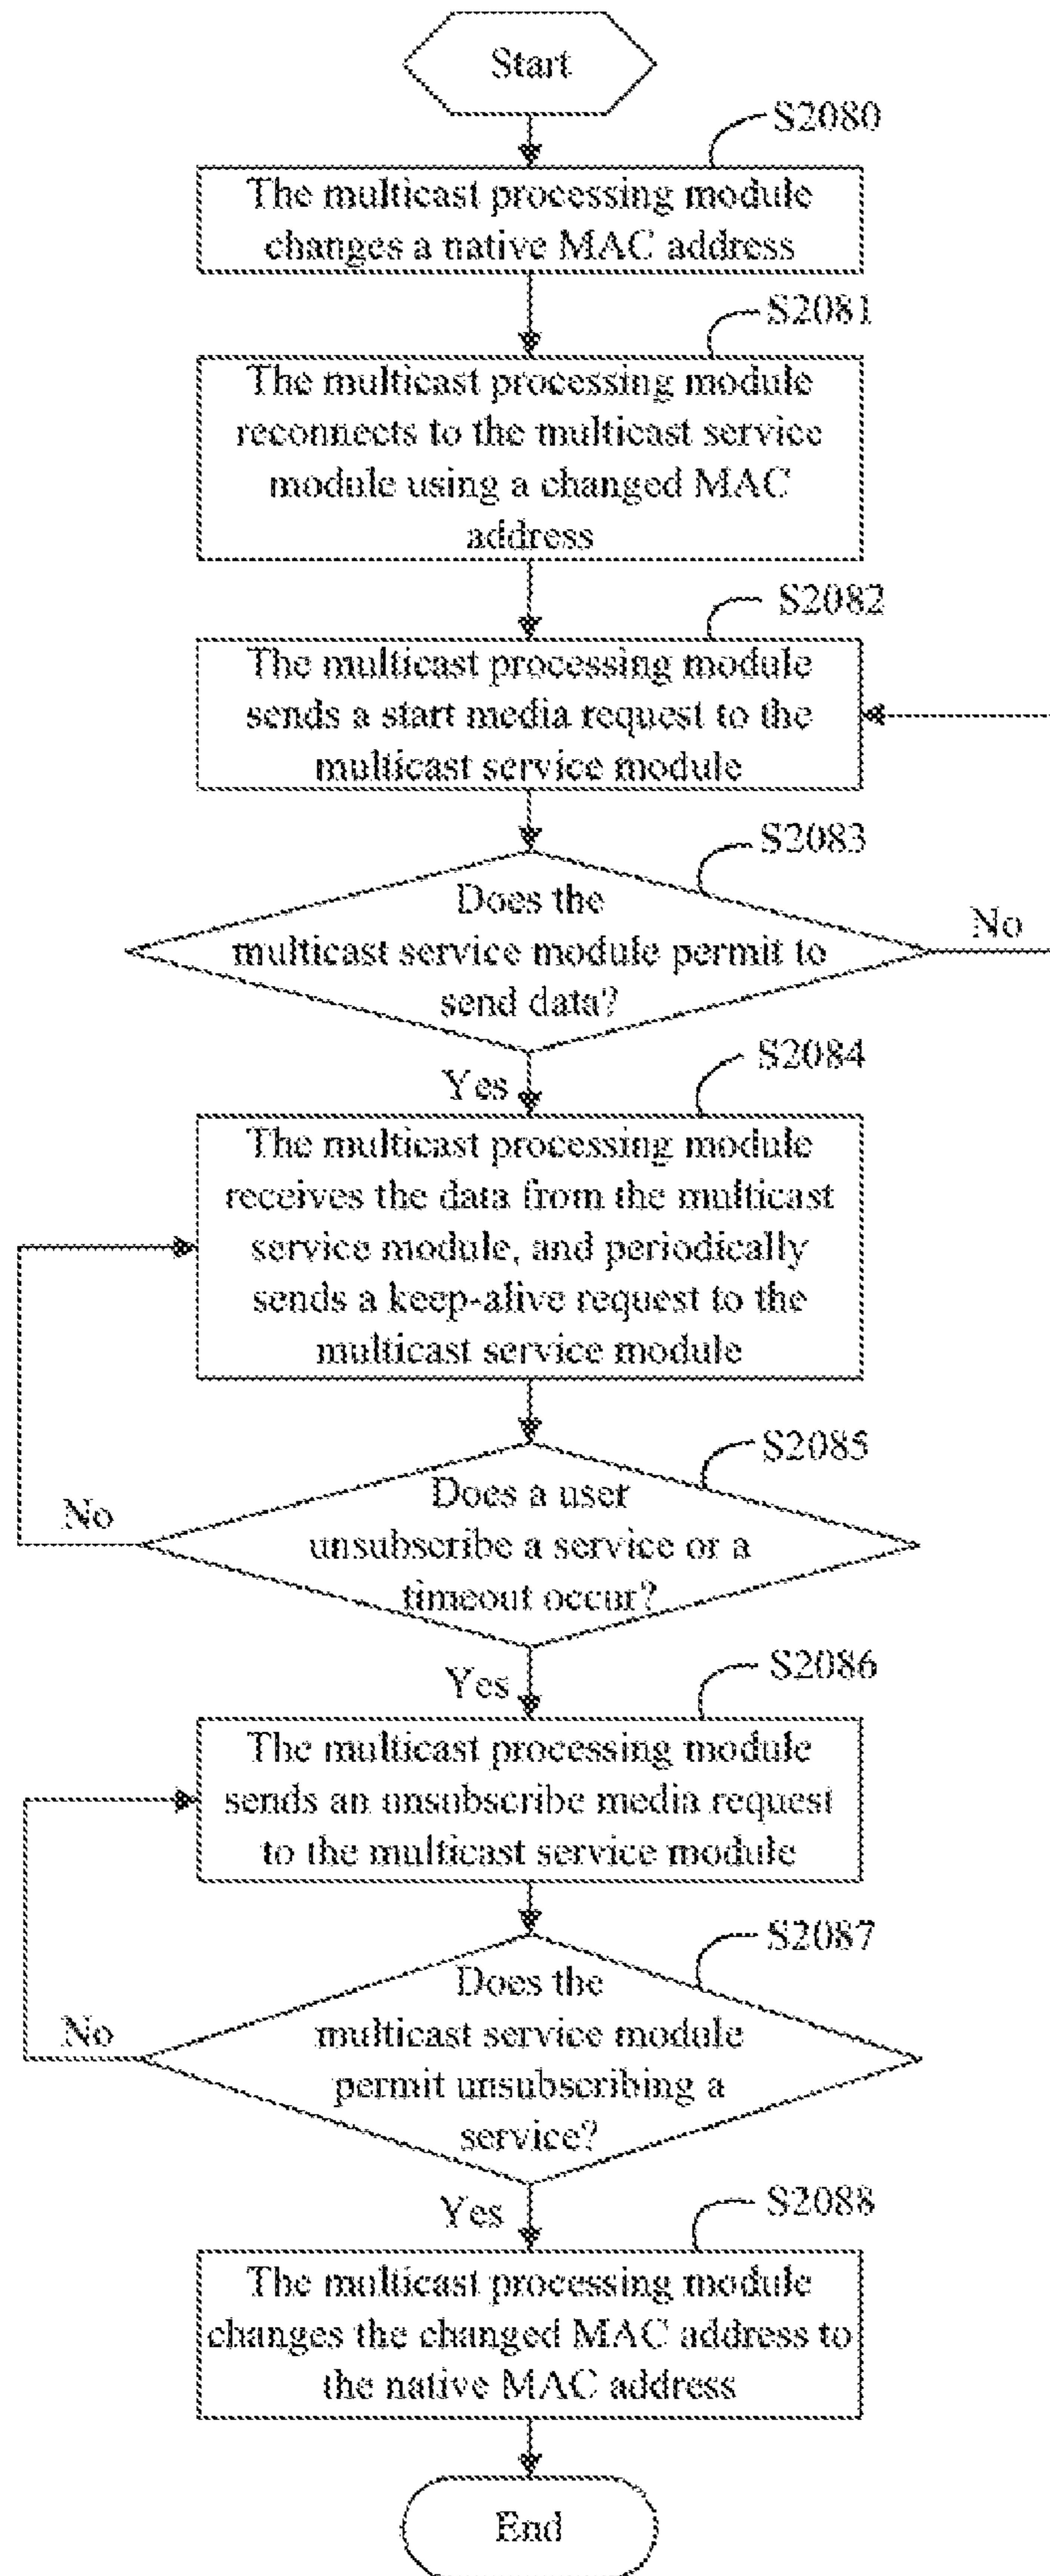 Start
S2080
The multicast processing module
changes a native MAC address
S2081
The multicast processing module
reconnects to the multicast service
module using a changed MAC
address
S2082
The multicast processing module
sends a start media request to the
multicast service module
S2083
Does the
multicast service module permit to
send data?
No
Yes
S2084
The multicast processing module
receives the data from the multicast
service module, and periodically
sends a keep-alive request to the
multicast service module
S2085
Does a user
unsubscribe a service or a
timeout occur?
No
Yes
S2086
The multicast processing module
sends an unsubscribe media request
to the multicast service module
S2087
Does the
multicast service module
permit unsubscribing a
service?
No
Yes
S2088
The multicast processing module
changes the changed MAC address to
the native MAC address
End